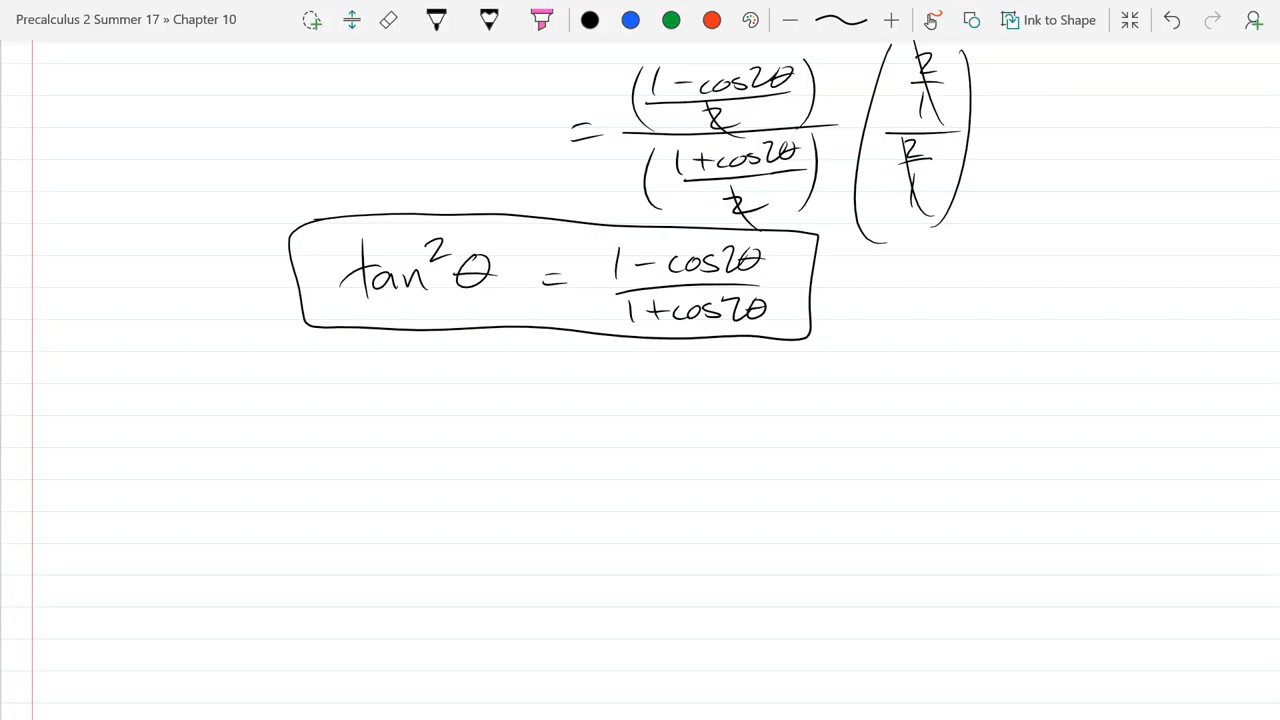 Precalculus 2 Summer 17 » Chapter 10
Ink to Shape
= ((1 - cos2θ)/2) / ((1 + cos2θ)/2) ((2/1)/(2/1))
tan² θ = (1 - cos2θ)/(1 + cos2θ)